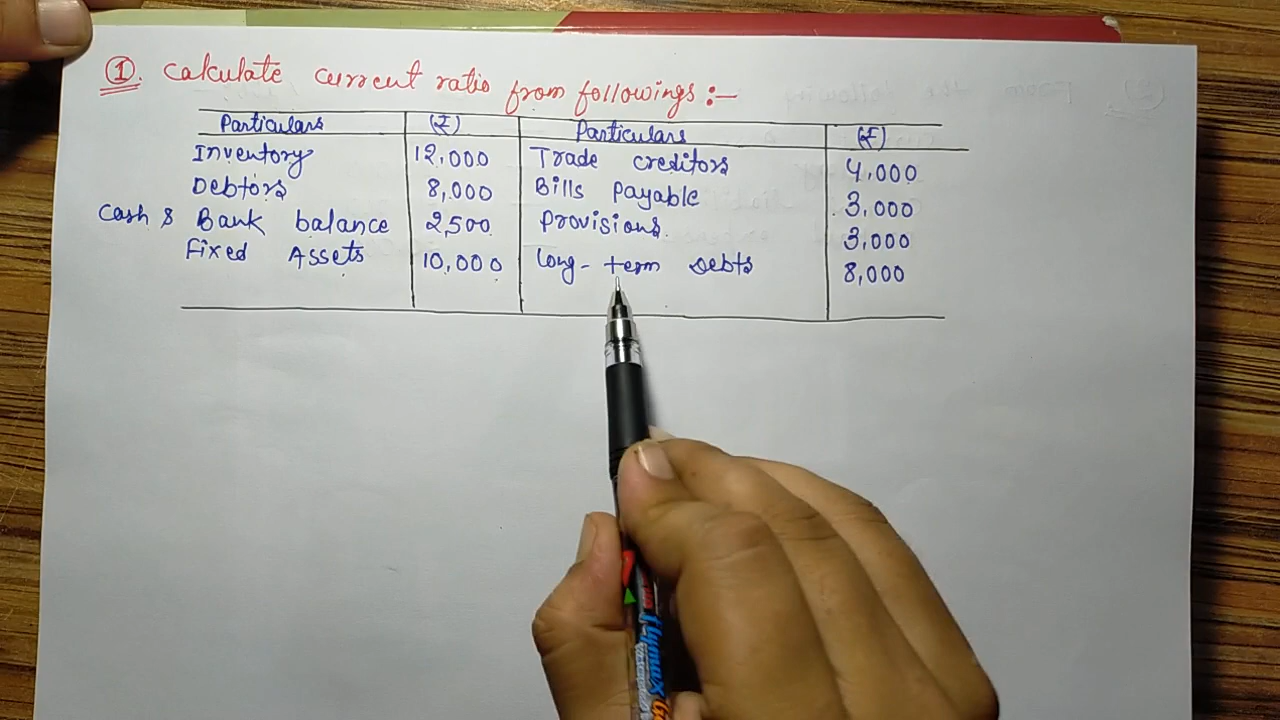 ①. Calculate current ratio from followings :-
Particulars (₹) Particulars (₹)
Inventory 12,000 Trade creditors 4,000
Debtors 8,000 Bills Payable 3,000
Cash & Bank balance 2,500 Provisions. 3,000
Fixed Assets 10,000 Long-term Debts 8,000